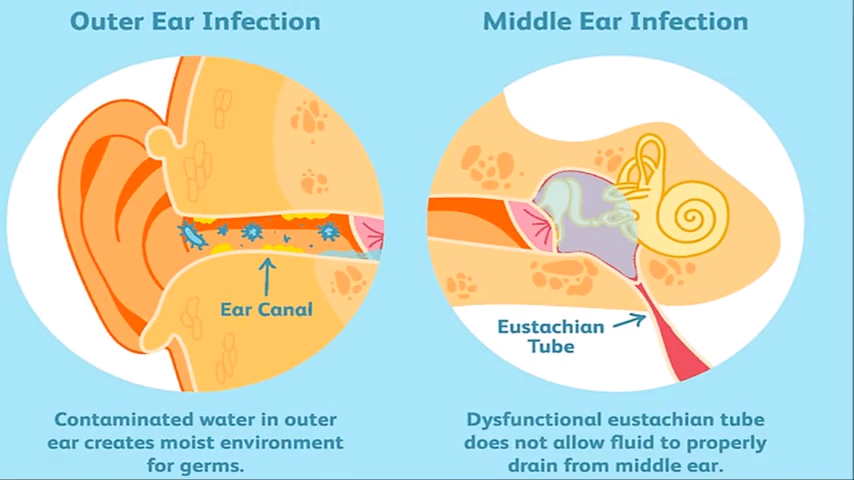 Outer Ear Infection
Ear Canal
Contaminated water in outer
ear creates moist environment
for germs.
Middle Ear Infection
Eustachian
Tube
Dysfunctional eustachian tube
does not allow fluid to properly
drain from middle ear.